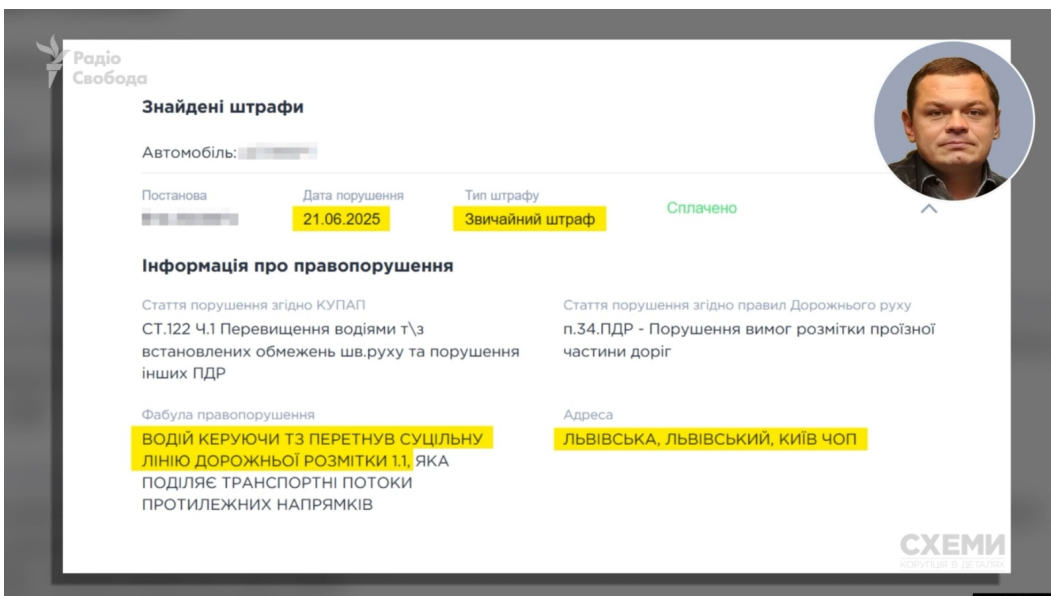 Радіо
Свобода
Знайдені штрафи
Автомобіль:
Постанова
Дата порушення
Тип штрафу
21.06.2025
Звичайний штраф
Сплачено
Інформація про правопорушення
Стаття порушення згідно КУПАП
Стаття порушення згідно правил Дорожнього руху
СТ.122 Ч.1 Перевищення водіями т\з
встановлених обмежень шв.руху та порушення
інших ПДР
п.34.ПДР - Порушення вимог розмітки проїзної
частини доріг
Фабула правопорушення
Адреса
ВОДІЙ КЕРУЮЧИ ТЗ ПЕРЕТНУВ СУЦІЛЬНУ
ЛІНІЮ ДОРОЖНЬОЇ РОЗМІТКИ 1.1, ЯКА
ПОДІЛЯЄ ТРАНСПОРТНІ ПОТОКИ
ПРОТИЛЕЖНИХ НАПРЯМКІВ
ЛЬВІВСЬКА, ЛЬВІВСЬКИЙ, КИЇВ ЧОП
СХЕМИ
КОРУПЦІЯ В ДЕТАЛЯХ